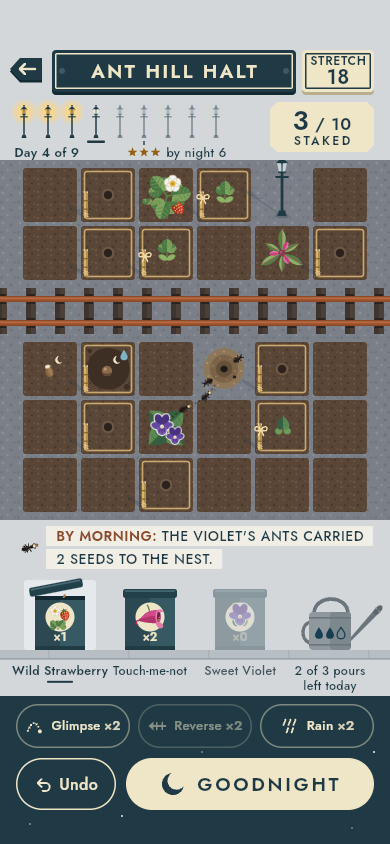 ANT HILL HALT
STRETCH
18
3 / 10
STAKED
Day 4 of 9
★★★ by night 6
BY MORNING: THE VIOLET'S ANTS CARRIED
2 SEEDS TO THE NEST.
×1
×2
×0
Wild Strawberry
Touch-me-not
Sweet Violet
2 of 3 pours
left today
Glimpse ×2
Reverse ×2
Rain ×2
Undo
GOODNIGHT